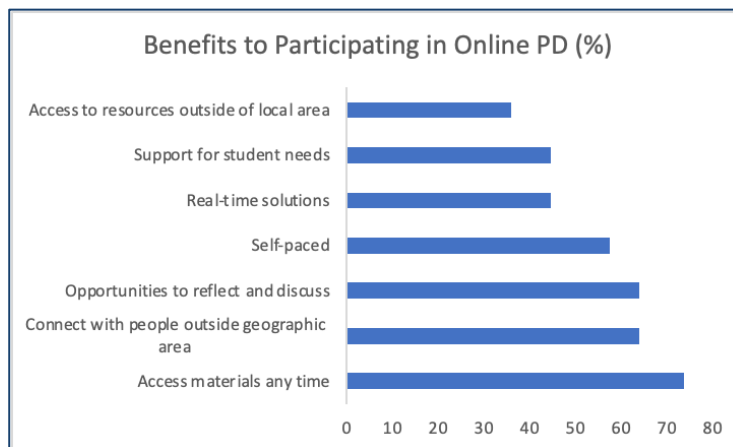 Benefits to Participating in Online PD (%)
Access to resources outside of local area
Support for student needs
Real-time solutions
Self-paced
Opportunities to reflect and discuss
Connect with people outside geographic
area
Access materials any time
0 10 20 30 40 50 60 70 80